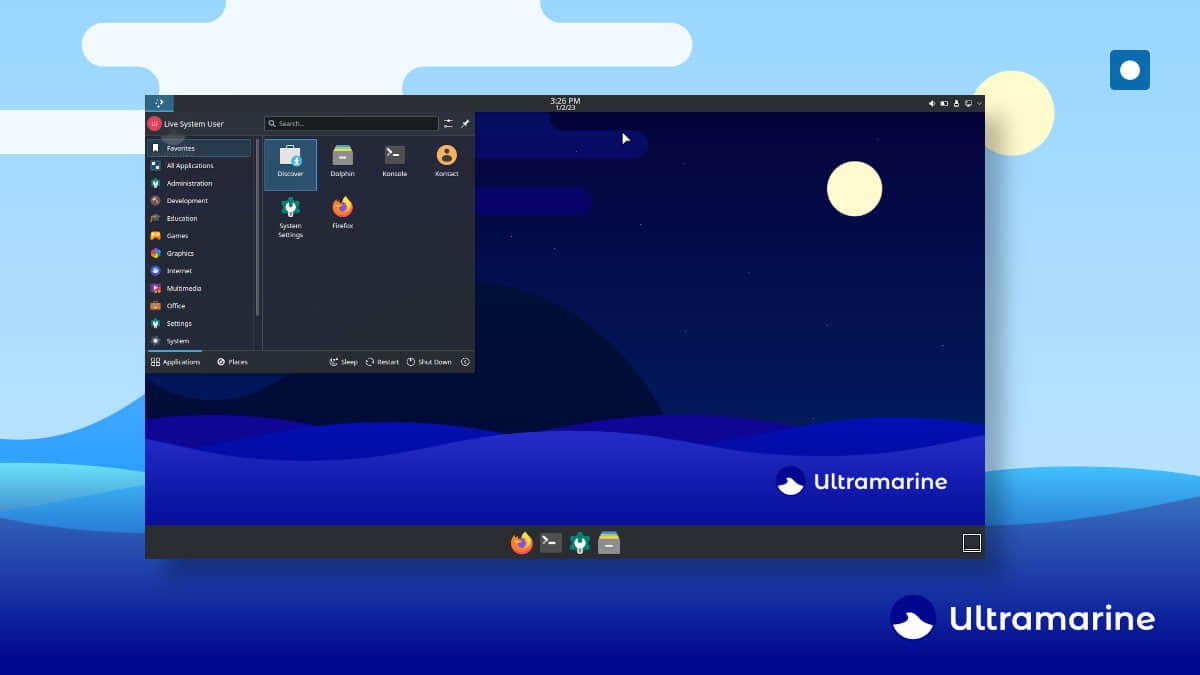 3:26 PM
1/2/23
Live System User
Search...
Favorites
All Applications
Administration
Development
Education
Games
Graphics
Internet
Multimedia
Office
Settings
System
Discover
Dolphin
Konsole
Kontact
System
Settings
Firefox
Applications
Places
Sleep
Restart
Shut Down
Ultramarine
Ultramarine